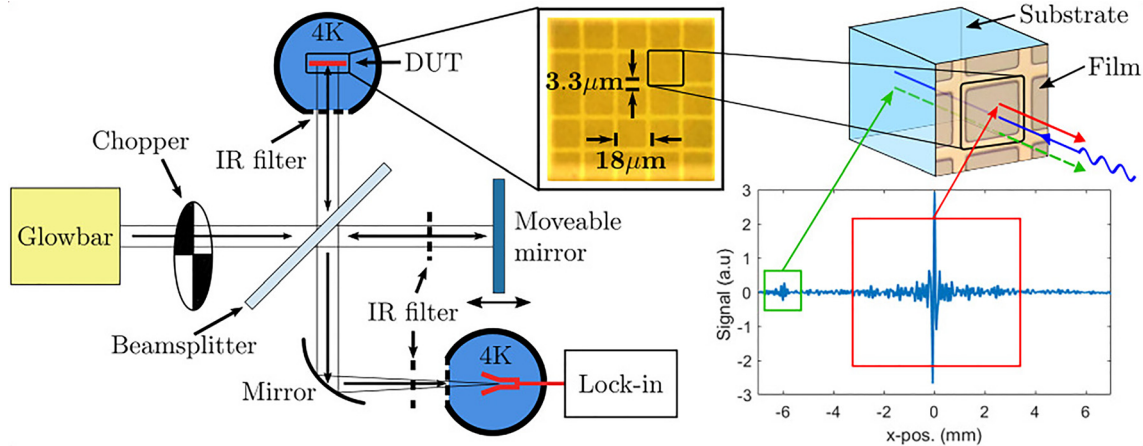 4K
DUT
IR filter
Chopper
Glowbar
Beamsplitter
Mirror
Moveable
mirror
IR filter
4K
Lock-in
3.3μm
18μm
Substrate
Film
Signal (a.u)
3
2
1
0
-1
-2
-3
-6
-4
-2
0
2
4
6
x-pos. (mm)